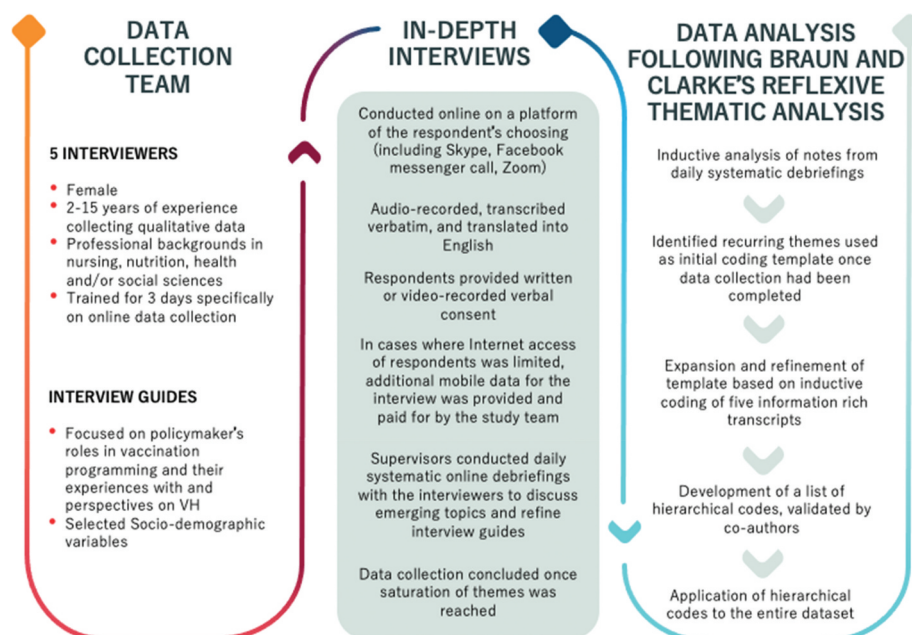 DATA
COLLECTION
TEAM
5 INTERVIEWERS
• Female
• 2-15 years of experience
collecting qualitative data
• Professional backgrounds in
nursing, nutrition, health
and/or social sciences
• Trained for 3 days specifically
on online data collection
INTERVIEW GUIDES
• Focused on policymaker's
roles in vaccination
programming and their
experiences with and
perspectives on VH
• Selected Socio-demographic
variables
IN-DEPTH
INTERVIEWS
Conducted online on a platform
of the respondent's choosing
(including Skype, Facebook
messenger call, Zoom)
Audio-recorded, transcribed
verbatim, and translated into
English
Respondents provided written
or video-recorded verbal
consent
In cases where Internet access
of respondents was limited,
additional mobile data for the
interview was provided and
paid for by the study team
Supervisors conducted daily
systematic online debriefings
with the interviewers to discuss
emerging topics and refine
interview guides
Data collection concluded once
saturation of themes was
reached
DATA ANALYSIS
FOLLOWING BRAUN AND
CLARKE'S REFLEXIVE
THEMATIC ANALYSIS
Inductive analysis of notes from
daily systematic debriefings
Identified recurring themes used
as initial coding template once
data collection had been
completed
Expansion and refinement of
template based on inductive
coding of five information rich
transcripts
Development of a list of
hierarchical codes, validated by
co-authors
Application of hierarchical
codes to the entire dataset